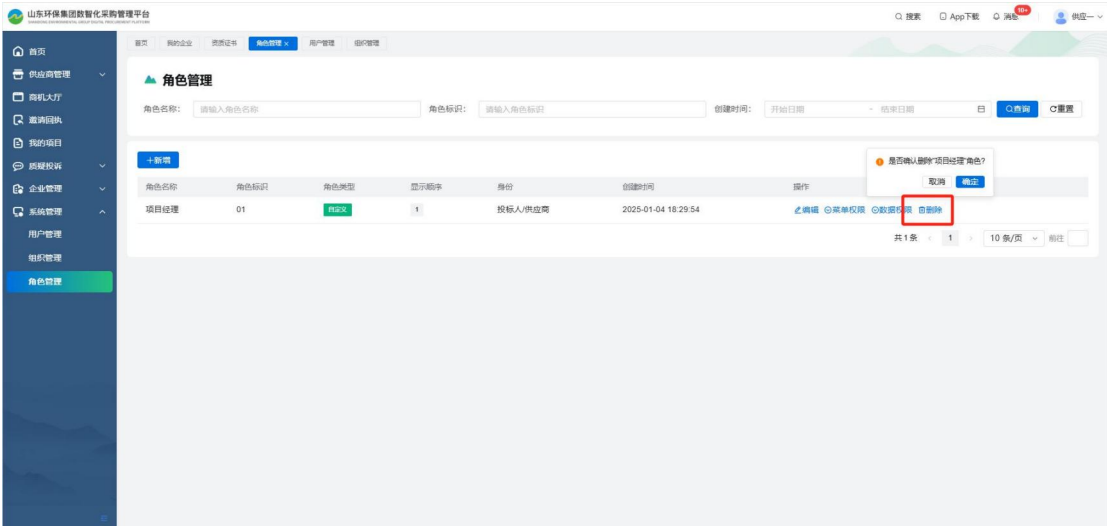 山东环保集团数智化采购管理平台
搜索 App下载 消息 10+ 供应一
首页 我的企业 资质证书 角色管理 × 用户管理 组织管理
首页
供应商管理
商机大厅
邀请回执
我的项目
质疑投诉
企业管理
系统管理
用户管理
组织管理
角色管理
角色管理
角色名称: 请输入角色名称 角色标识: 请输入角色标识 创建时间: 开始日期 - 结束日期 查询 重置
+新增
是否确认删除“项目经理”角色?
取消 确定
角色名称 角色标识 角色类型 显示顺序 身份 创建时间 操作
项目经理 01 自定义 1 投标人/供应商 2025-01-04 18:29:54 编辑 菜单权限 数据权限 删除
共1条 1 10条/页 前往